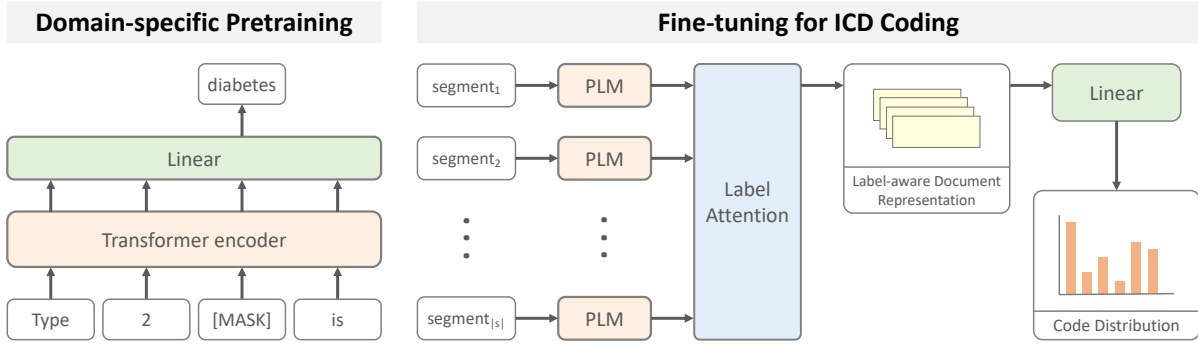 Domain-specific Pretraining
diabetes
Linear
Transformer encoder
Type 2 [MASK] is
Fine-tuning for ICD Coding
segment₁ PLM
segment₂ PLM
segment|s| PLM
Label
Attention
Label-aware Document
Representation
Linear
Code Distribution